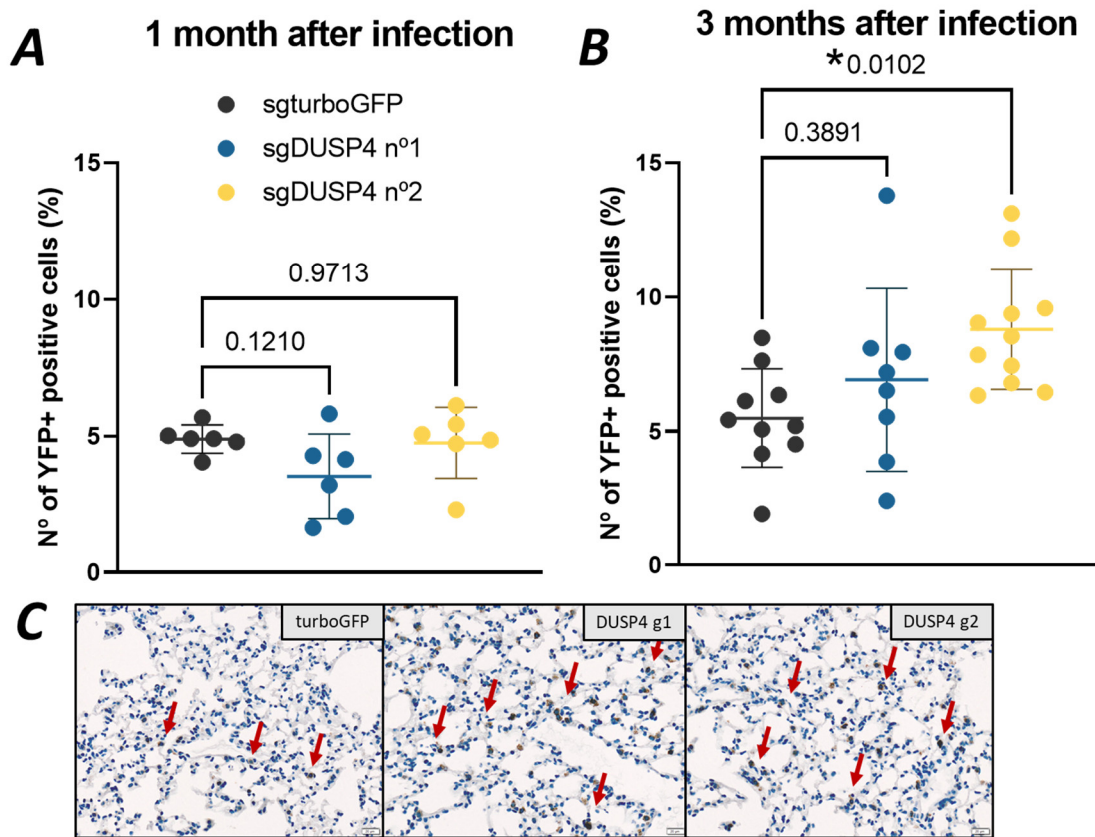 A
1 month after infection
sgturboGFP
sgDUSP4 nº1
sgDUSP4 nº2
Nº of YFP+ positive cells (%)
15
10
5
0
0.9713
0.1210
B
3 months after infection
*0.0102
0.3891
Nº of YFP+ positive cells (%)
15
10
5
0
C
turboGFP
DUSP4 g1
DUSP4 g2